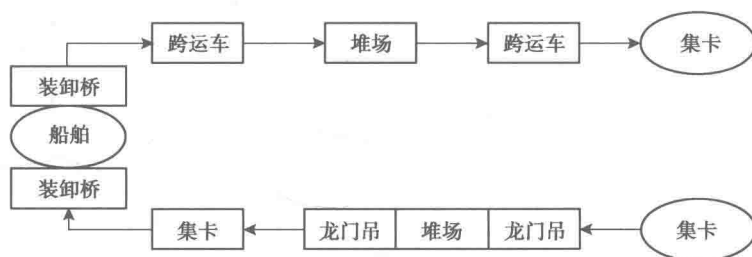 跨运车 堆场 跨运车 集卡
装卸桥
船舶
装卸桥
集卡 龙门吊 堆场 龙门吊 集卡